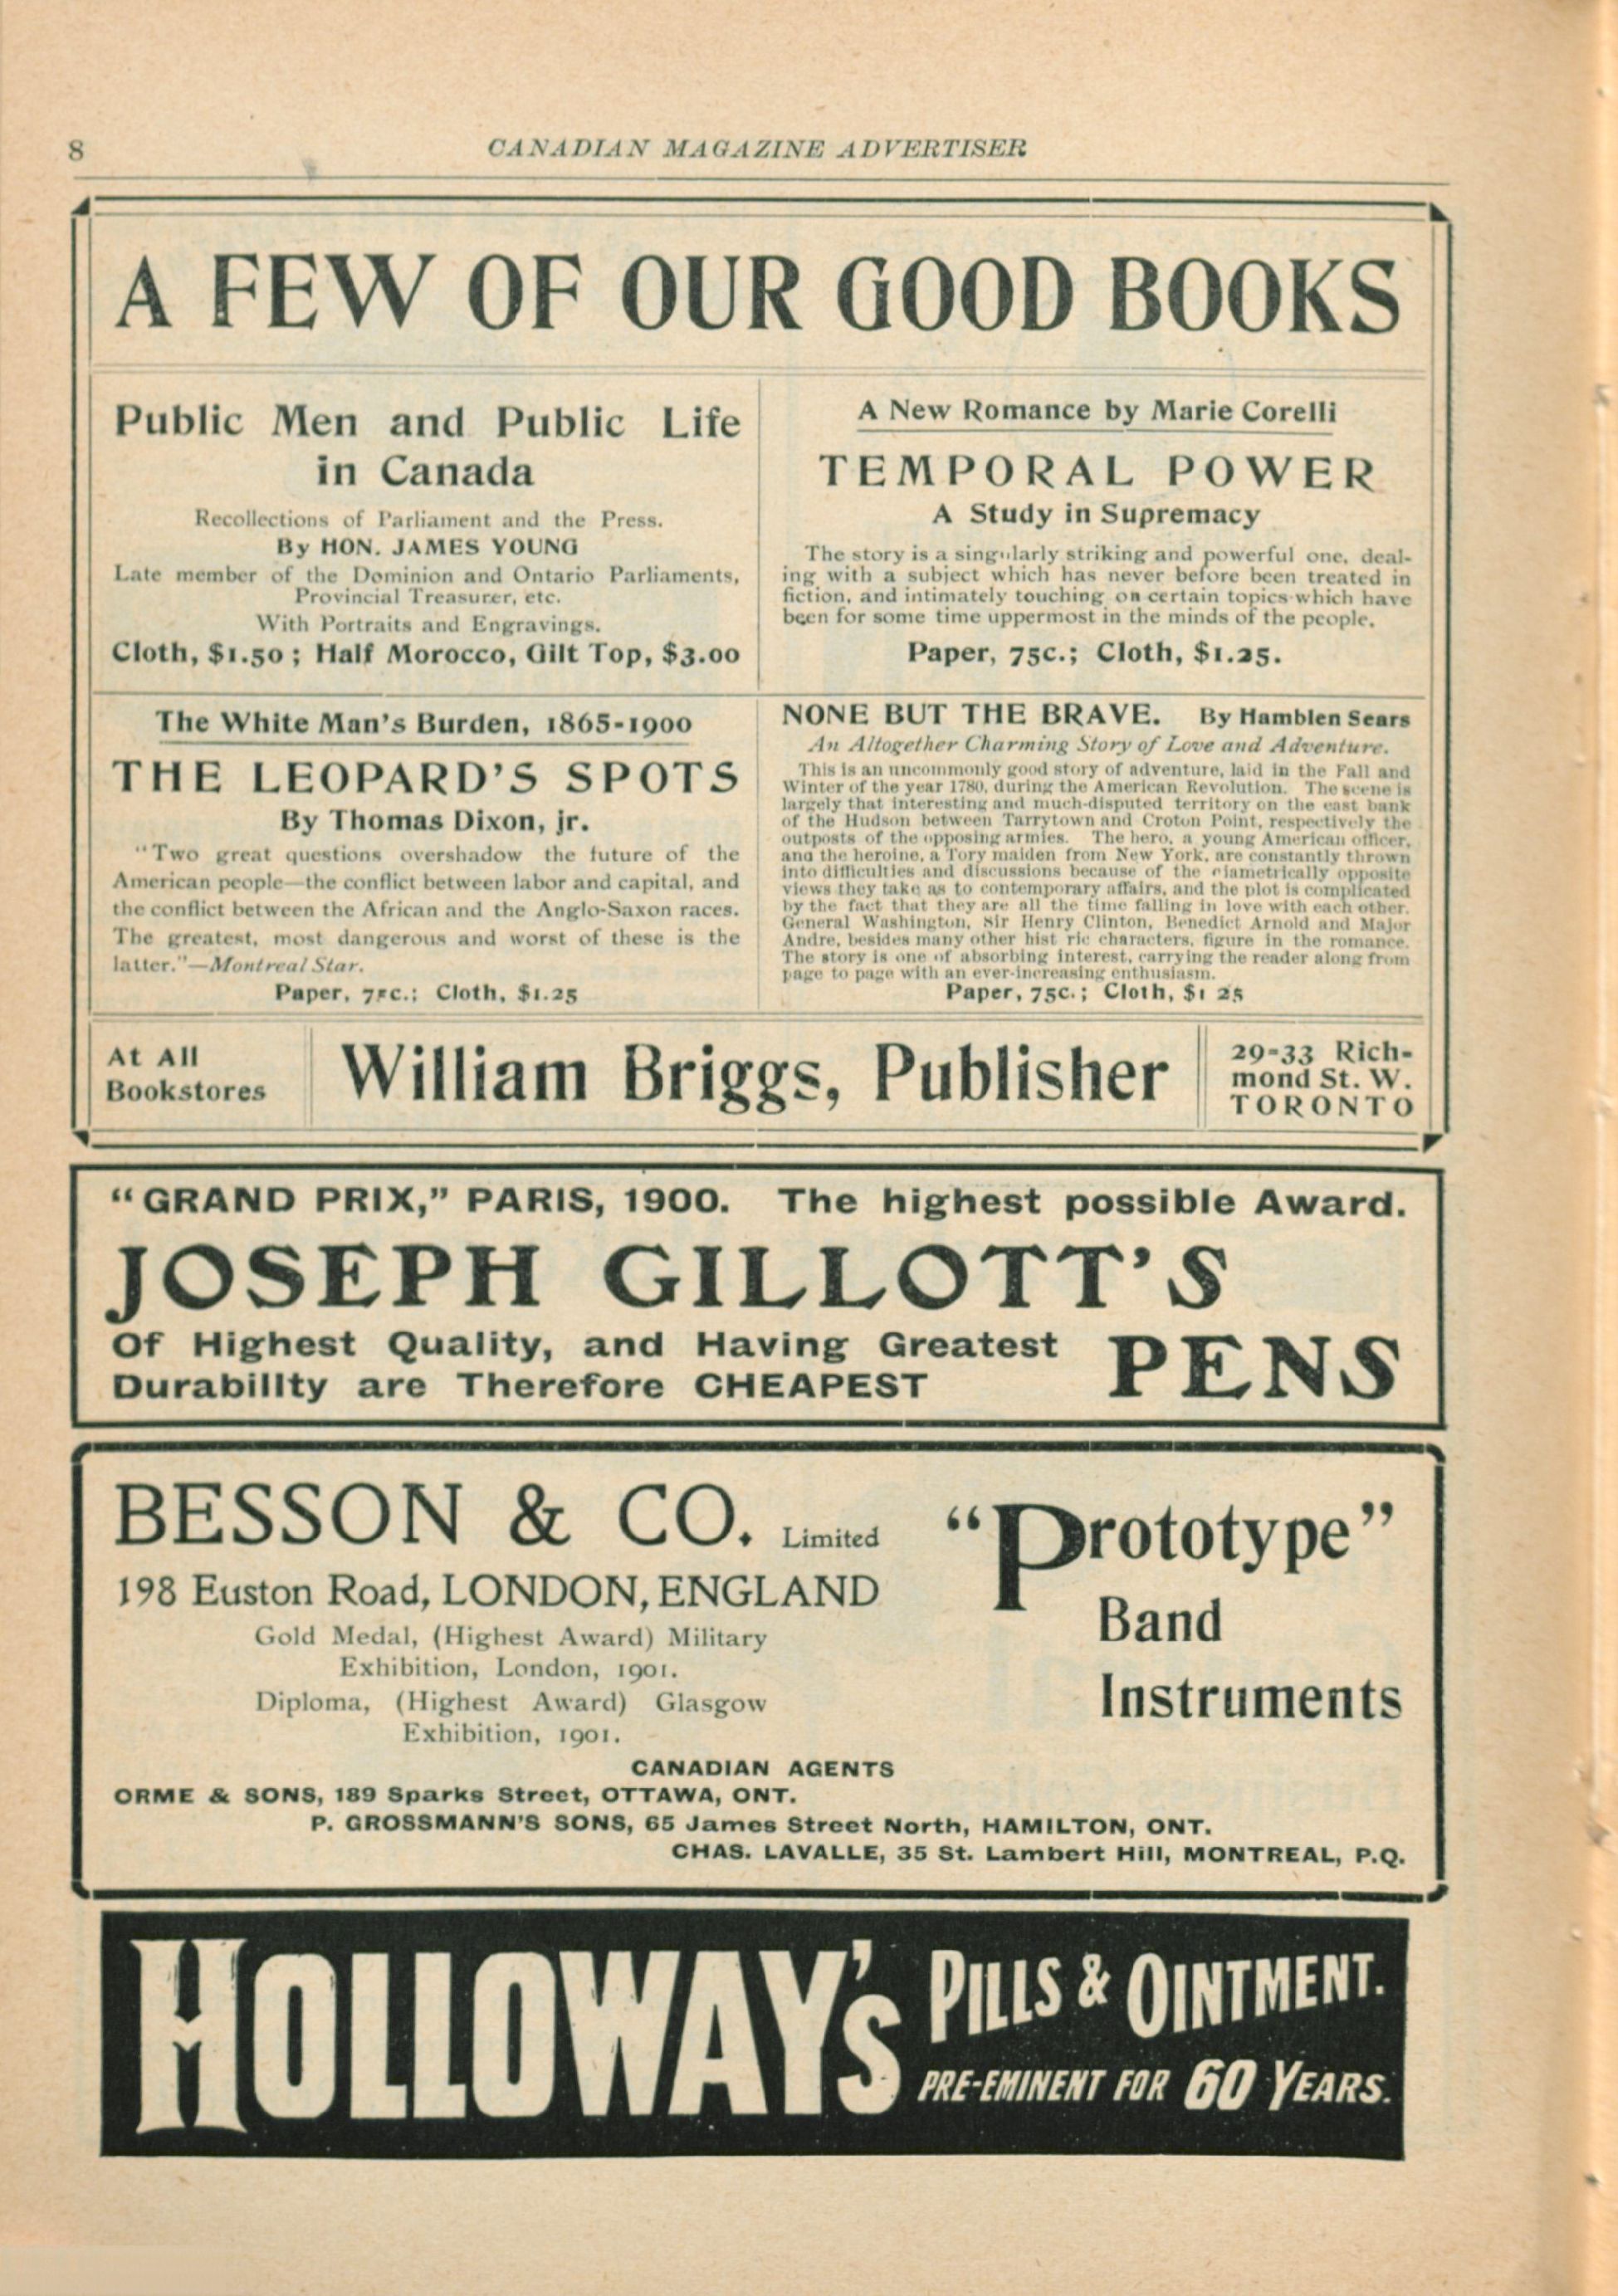 8
CANADIAN MAGAZINE ADVERTISER
A FEW OF OUR GOOD BOOKS
Public Men and Public Life
in Canada
Recollections of Parliament and the Press.
By HON. JAMES YOUNG
Late member of the Dominion and Ontario Parliaments,
Provincial Treasurer, etc.
With Portraits and Engravings.
Cloth, $1.50; Half Morocco, Gilt Top, $3.00
A New Romance by Marie Corelli
TEMPORAL POWER
A Study in Supremacy
The story is a singularly striking and powerful one, deal-
ing with a subject which has never before been treated in
fiction, and intimately touching on certain topics which have
been for some time uppermost in the minds of the people.
Paper, 75c.; Cloth, $1.25.
The White Man's Burden, 1865-1900
THE LEOPARD'S SPOTS
By Thomas Dixon, jr.
"Two great questions overshadow the future of the
American people—the conflict between labor and capital, and
the conflict between the African and the Anglo-Saxon races.
The greatest, most dangerous and worst of these is the
latter."—Montreal Star.
Paper, 75c.; Cloth, $1.25
NONE BUT THE BRAVE. By Hamblen Sears
An Altogether Charming Story of Love and Adventure.
This is an uncommonly good story of adventure, laid in the Fall and
Winter of the year 1780, during the American Revolution. The scene is
largely that interesting and much-disputed territory on the east bank
of the Hudson between Tarrytown and Croton Point, respectively the
outposts of the opposing armies. The hero, a young American officer,
and the heroine, a Tory maiden from New York, are constantly thrown
into difficulties and discussions because of the diametrically opposite
views they take as to contemporary affairs, and the plot is complicated
by the fact that they are all the time falling in love with each other.
General Washington, Sir Henry Clinton, Benedict Arnold and Major
Andre, besides many other hist ric characters, figure in the romance.
The story is one of absorbing interest, carrying the reader along from
page to page with an ever-increasing enthusiasm.
Paper, 75c.; Cloth, $1 25
At All
Bookstores
William Briggs, Publisher
29-33 Rich-
mond St. W.
TORONTO
"GRAND PRIX," PARIS, 1900. The highest possible Award.
JOSEPH GILLOTT'S
Of Highest Quality, and Having Greatest
Durability are Therefore CHEAPEST
PENS
BESSON & CO. Limited
198 Euston Road, LONDON, ENGLAND
Gold Medal, (Highest Award) Military
Exhibition, London, 1901.
Diploma, (Highest Award) Glasgow
Exhibition, 1901.
"Prototype"
Band
Instruments
CANADIAN AGENTS
ORME & SONS, 189 Sparks Street, OTTAWA, ONT.
P. GROSSMANN'S SONS, 65 James Street North, HAMILTON, ONT.
CHAS. LAVALLE, 35 St. Lambert Hill, MONTREAL, P.Q.
HOLLOWAY'S PILLS & OINTMENT.
PRE-EMINENT FOR 60 YEARS.